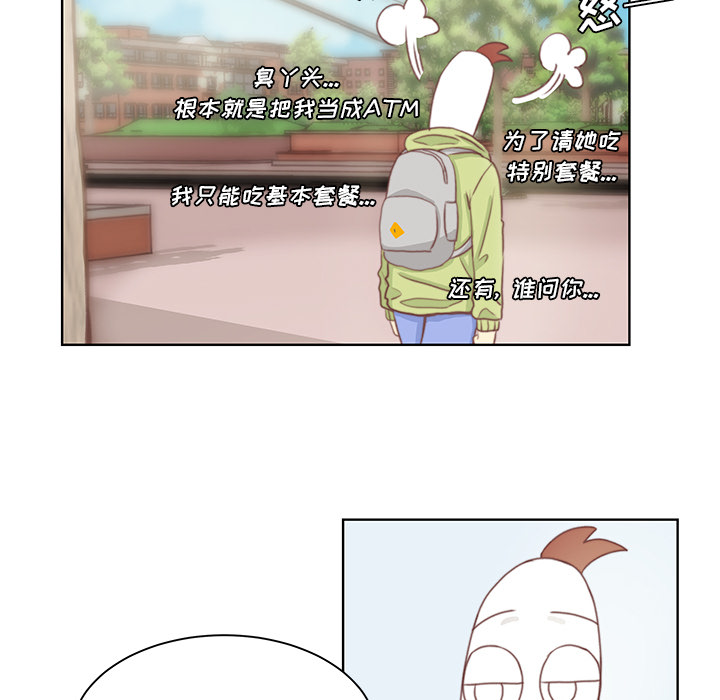 怒
臭丫头...
根本就是把我当成ATM
为了请她吃
特别套餐...
我只能吃基本套餐...
还有, 谁问你...